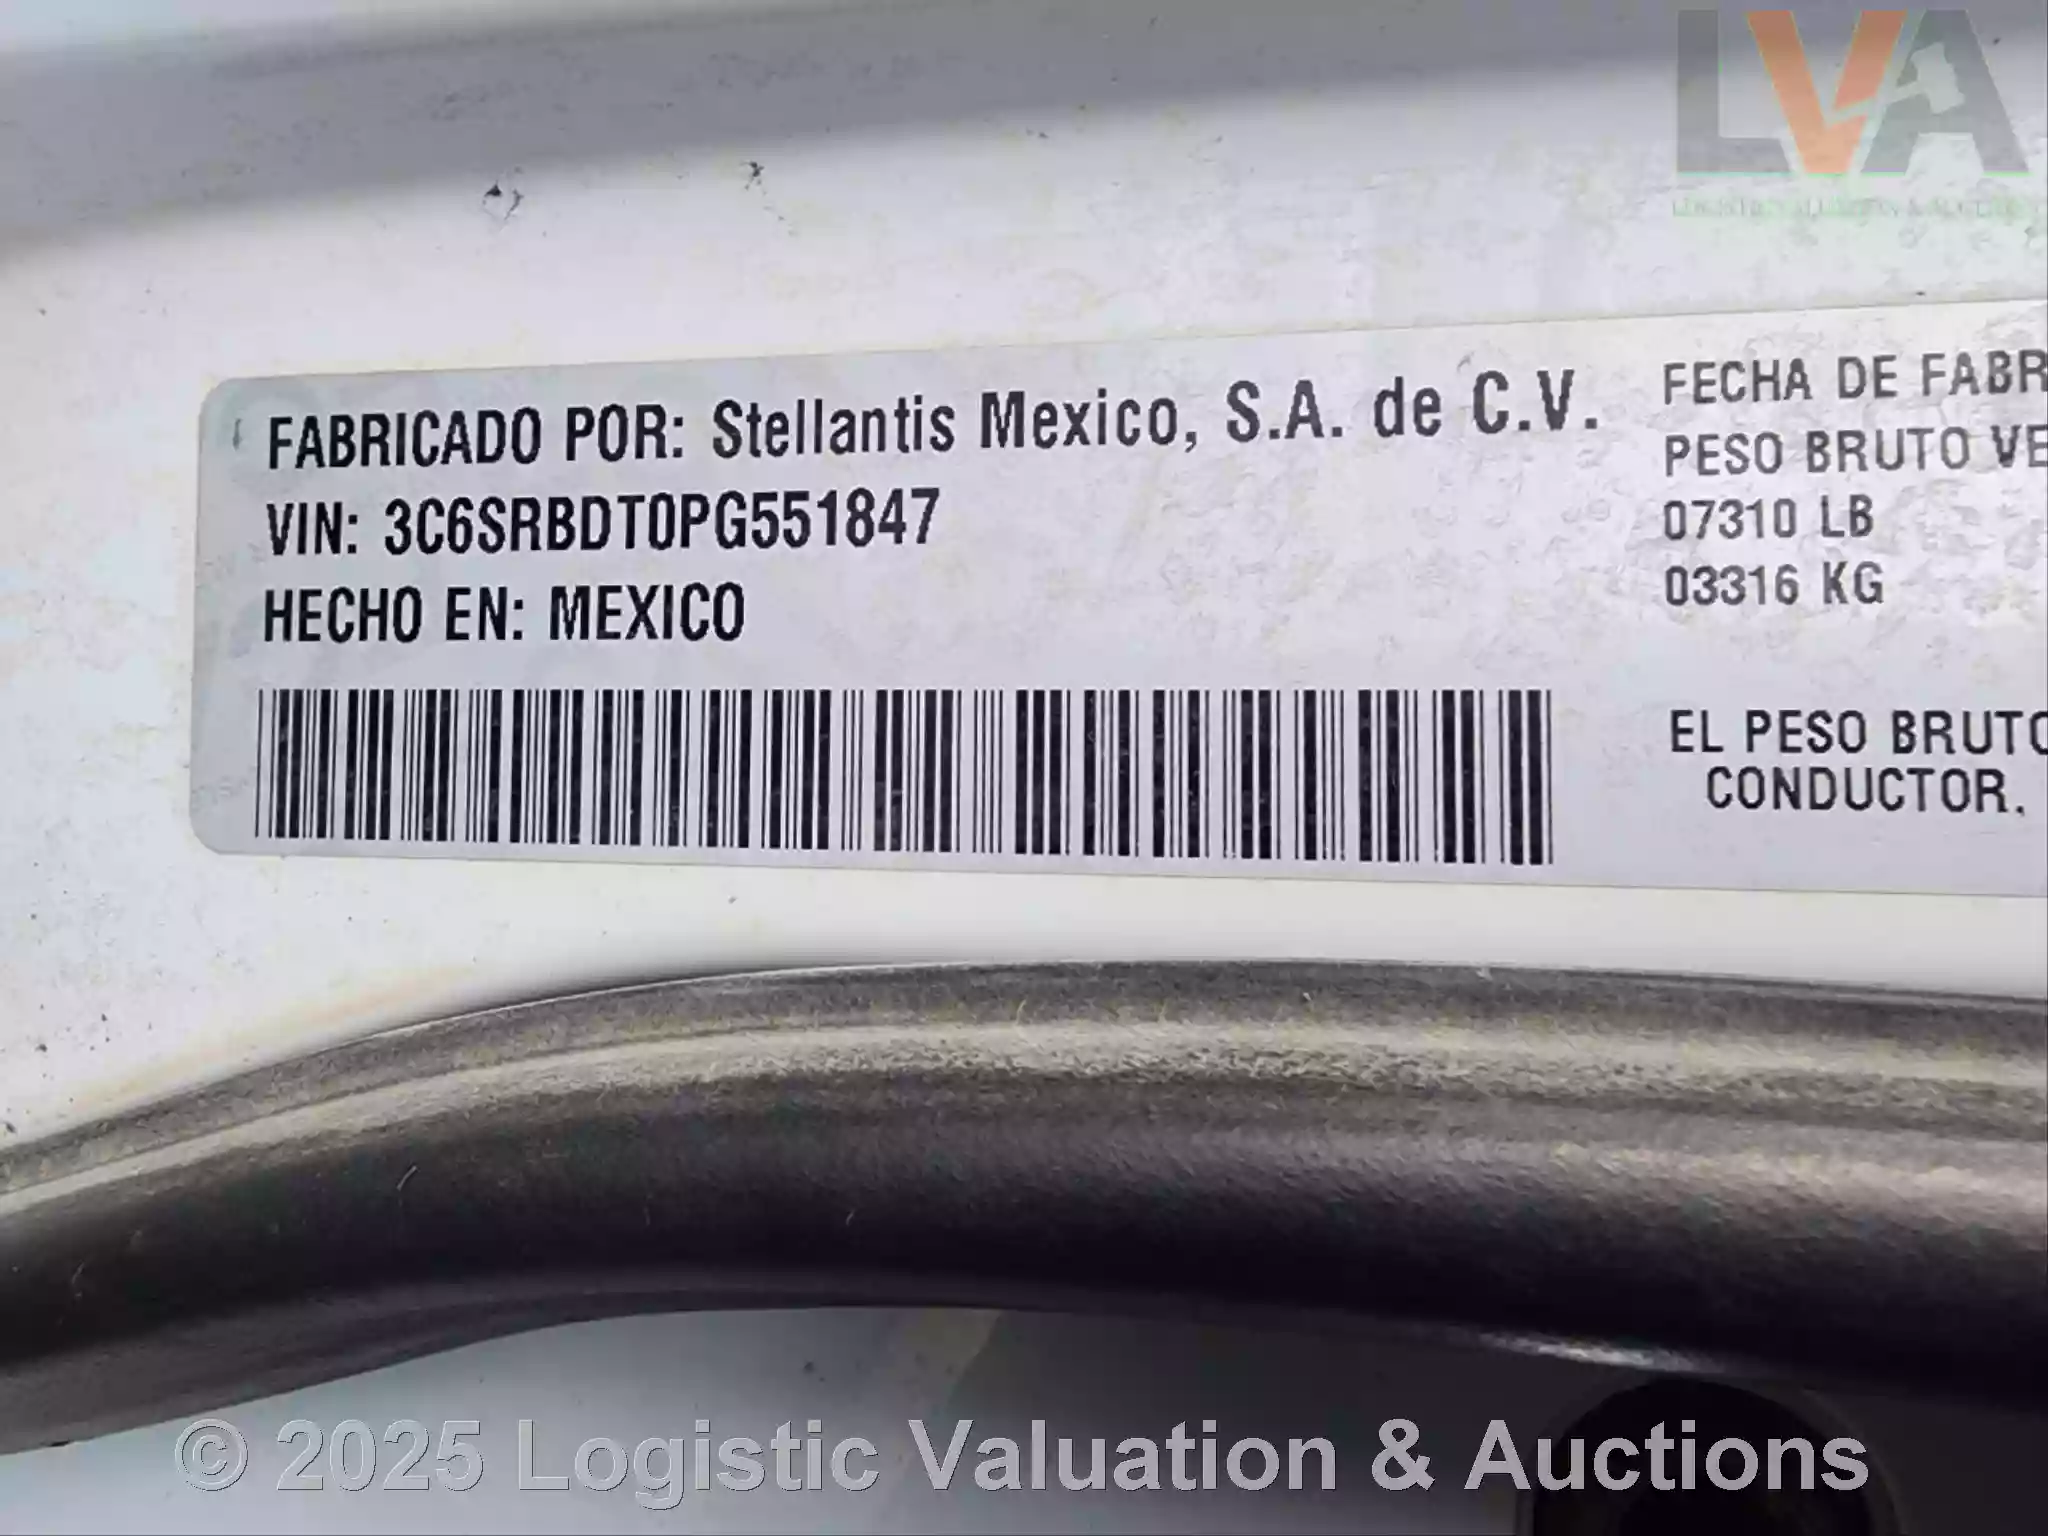 LVA
FABRICADO POR: Stellantis Mexico, S.A. de C.V.
VIN: 3C6SRBDT0PG551847
HECHO EN: MEXICO
FECHA DE FABR
PESO BRUTO VE
07310 LB
03316 KG
EL PESO BRUTO
CONDUCTOR.
© 2025 Logistic Valuation & Auctions